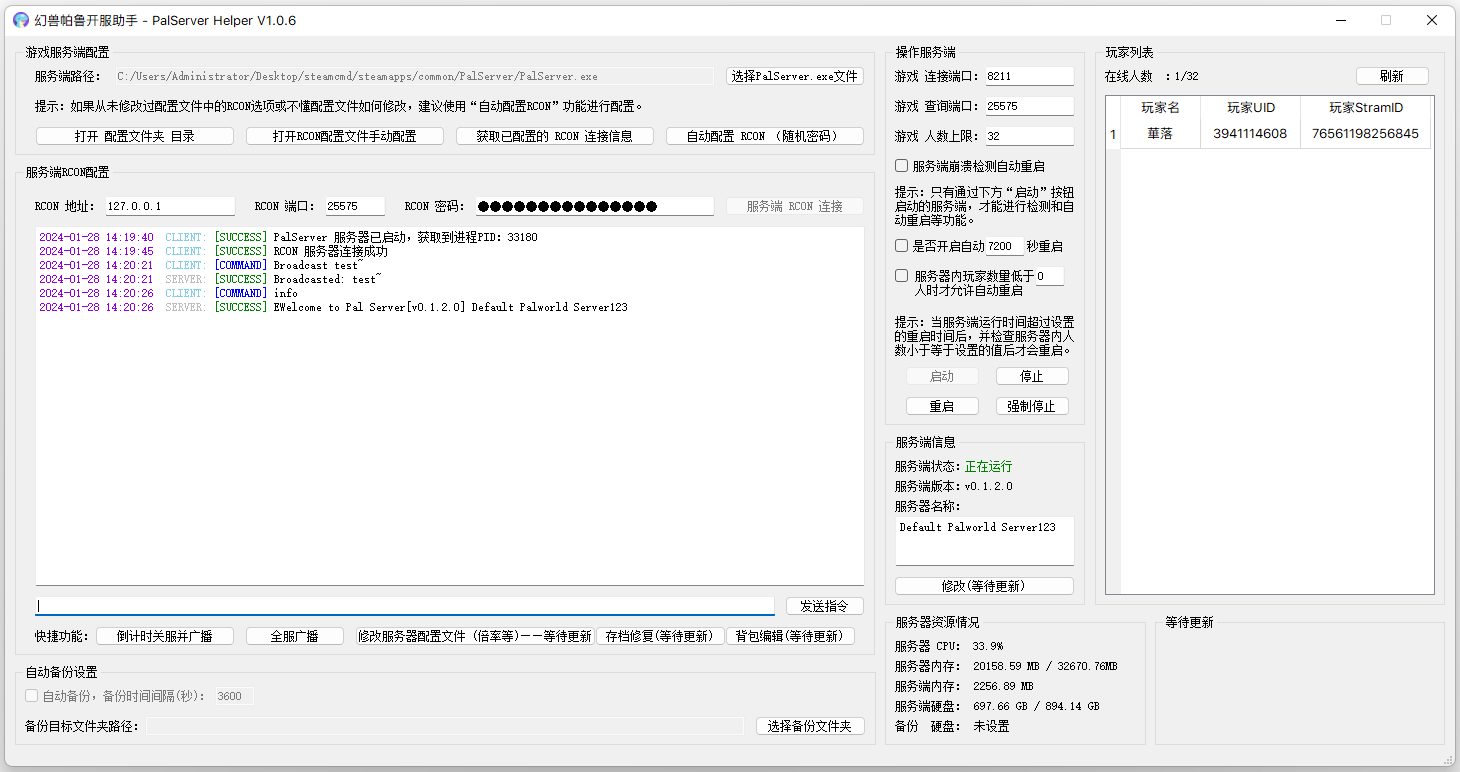 幻兽帕鲁开服助手 - PalServer Helper V1.0.6
游戏服务端配置
服务端路径: C:/Users/Administrator/Desktop/steamcmd/steamapps/common/PalServer/PalServer.exe
选择PalServer.exe文件
提示: 如果从未修改过配置文件中的RCON选项或不懂配置文件如何修改，建议使用“自动配置RCON”功能进行配置。
打开 配置文件夹 目录
打开RCON配置文件手动配置
获取已配置的 RCON 连接信息
自动配置 RCON （随机密码）
服务端RCON配置
RCON 地址: 127.0.0.1
RCON 端口: 25575
RCON 密码: ●●●●●●●●●●●●●●●
服务端 RCON 连接
2024-01-28 14:19:40 CLIENT: [SUCCESS] PalServer 服务器已启动，获取到进程PID: 33180
2024-01-28 14:19:45 CLIENT: [SUCCESS] RCON 服务器连接成功
2024-01-28 14:20:21 CLIENT: [COMMAND] Broadcast test~
2024-01-28 14:20:21 SERVER: [SUCCESS] Broadcasted: test~
2024-01-28 14:20:26 CLIENT: [COMMAND] info
2024-01-28 14:20:26 SERVER: [SUCCESS] EWelcome to Pal Server[v0.1.2.0] Default Palworld Server123
发送指令
快捷功能:
倒计时关服并广播
全服广播
修改服务器配置文件（倍率等）——等待更新
存档修复(等待更新)
背包编辑(等待更新)
自动备份设置
自动备份，备份时间间隔(秒): 3600
备份目标文件夹路径:
选择备份文件夹
操作服务端
游戏 连接端口: 8211
游戏 查询端口: 25575
游戏 人数上限: 32
服务端崩溃检测自动重启
提示: 只有通过下方“启动”按钮
启动的服务端，才能进行检测和自
动重启等功能。
是否开启自动 7200 秒重启
服务器内玩家数量低于 0
人时才允许自动重启
提示: 当服务端运行时间超过设置
的重启时间后，并检查服务器内人
数小于等于设置的值后才会重启。
启动
停止
重启
强制停止
服务端信息
服务端状态: 正在运行
服务端版本: v0.1.2.0
服务器名称:
Default Palworld Server123
修改(等待更新)
服务器资源情况
服务器 CPU: 33.9%
服务器内存: 20158.59 MB / 32670.76MB
服务端内存: 2256.89 MB
服务端硬盘: 697.66 GB / 894.14 GB
备份 硬盘: 未设置
玩家列表
在线人数 : 1/32
刷新
玩家名 玩家UID 玩家StramID
1 華落 3941114608 76561198256845
等待更新